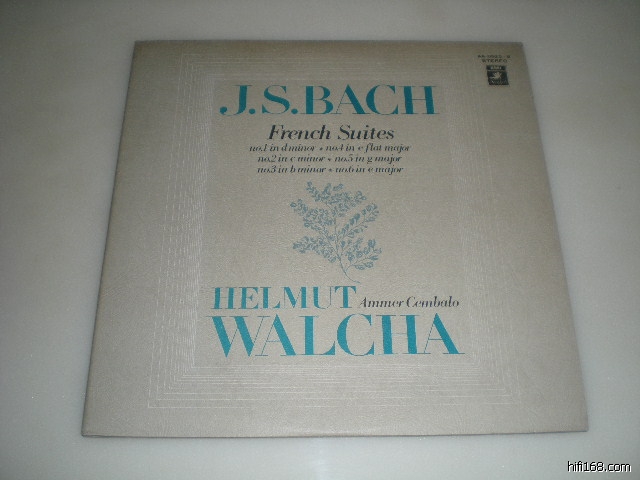 STEREO
J.S.BACH
French Suites
no.1 in d minor • no.4 in e flat major
no.2 in c minor • no.5 in g major
no.3 in b minor • no.6 in e major
HELMUT Ammer Cembalo
WALCHA
hifi168.com